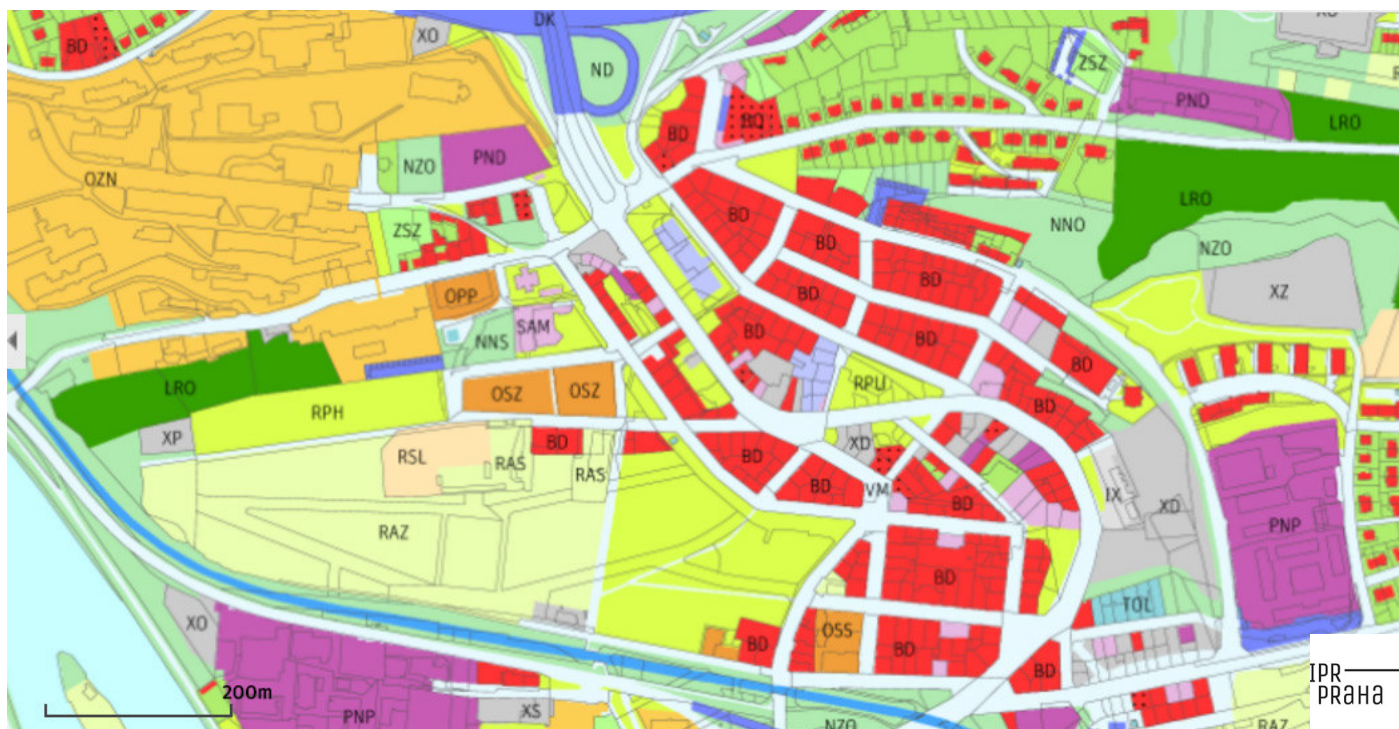 DK
XO
BD
ND
ZSZ
PND
BD
BD
LRO
NZO
PND
OZN
LRO
BD
NNO
ZSZ
BD
NZO
XZ
OPP
BD
SAM
BD
NNS
BD
LRO
BD
RPU
OSZ
OSZ
RPH
BD
XP
BD
XD
RSL
RAS
RAS
BD
BD
VM
BD
IX
XD
PNP
RAZ
BD
TOL
XO
OSS
BD
BD
BD
200m
XS
PNP
NZO
RAZ
IPR
PRAHA